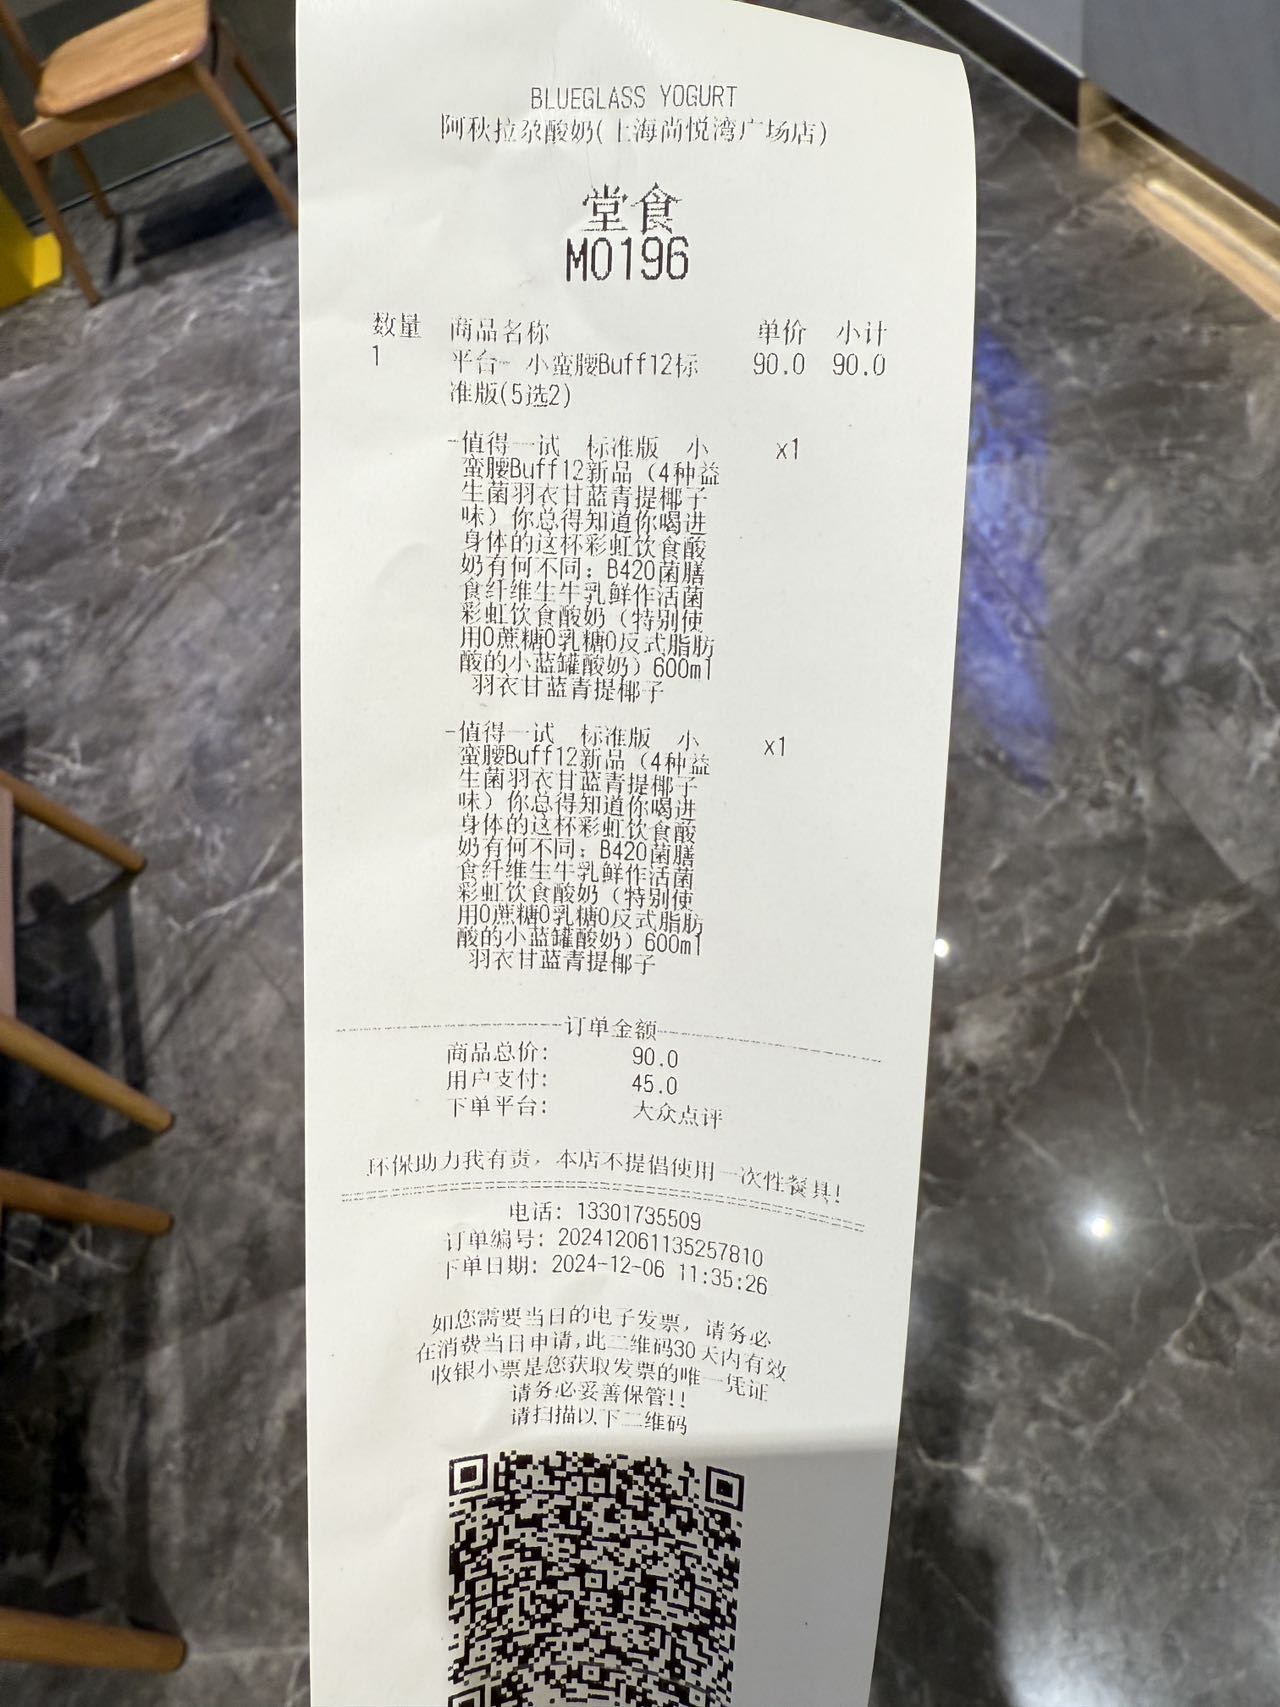 BLUEGLASS YOGURT
阿秋拉尕酸奶(上海尚悦湾广场店)
堂食
M0196
数量 商品名称 单价 小计
1 平台- 小蛮腰Buff12标 90.0 90.0
准版(5选2)
-值得一试 标准版 小 x1
蛮腰Buff12新品（4种益
生菌羽衣甘蓝青提椰子
味）你总得知道你喝进
身体的这杯彩虹饮食酸
奶有何不同：B420菌膳
食纤维生牛乳鲜作活菌
彩虹饮食酸奶（特别使
用0蔗糖0乳糖0反式脂肪
酸的小蓝罐酸奶）600ml
羽衣甘蓝青提椰子
-值得一试 标准版 小 x1
蛮腰Buff12新品（4种益
生菌羽衣甘蓝青提椰子
味）你总得知道你喝进
身体的这杯彩虹饮食酸
奶有何不同：B420菌膳
食纤维生牛乳鲜作活菌
彩虹饮食酸奶（特别使
用0蔗糖0乳糖0反式脂肪
酸的小蓝罐酸奶）600ml
羽衣甘蓝青提椰子
订单金额
商品总价: 90.0
用户支付: 45.0
下单平台: 大众点评
环保助力我有责，本店不提倡使用一次性餐具!
电话: 13301735509
订单编号: 202412061135257810
下单日期: 2024-12-06 11:35:26
如您需要当日的电子发票，请务必
在消费当日申请,此二维码30天内有效
收银小票是您获取发票的唯一凭证
请务必妥善保管!!
请扫描以下二维码